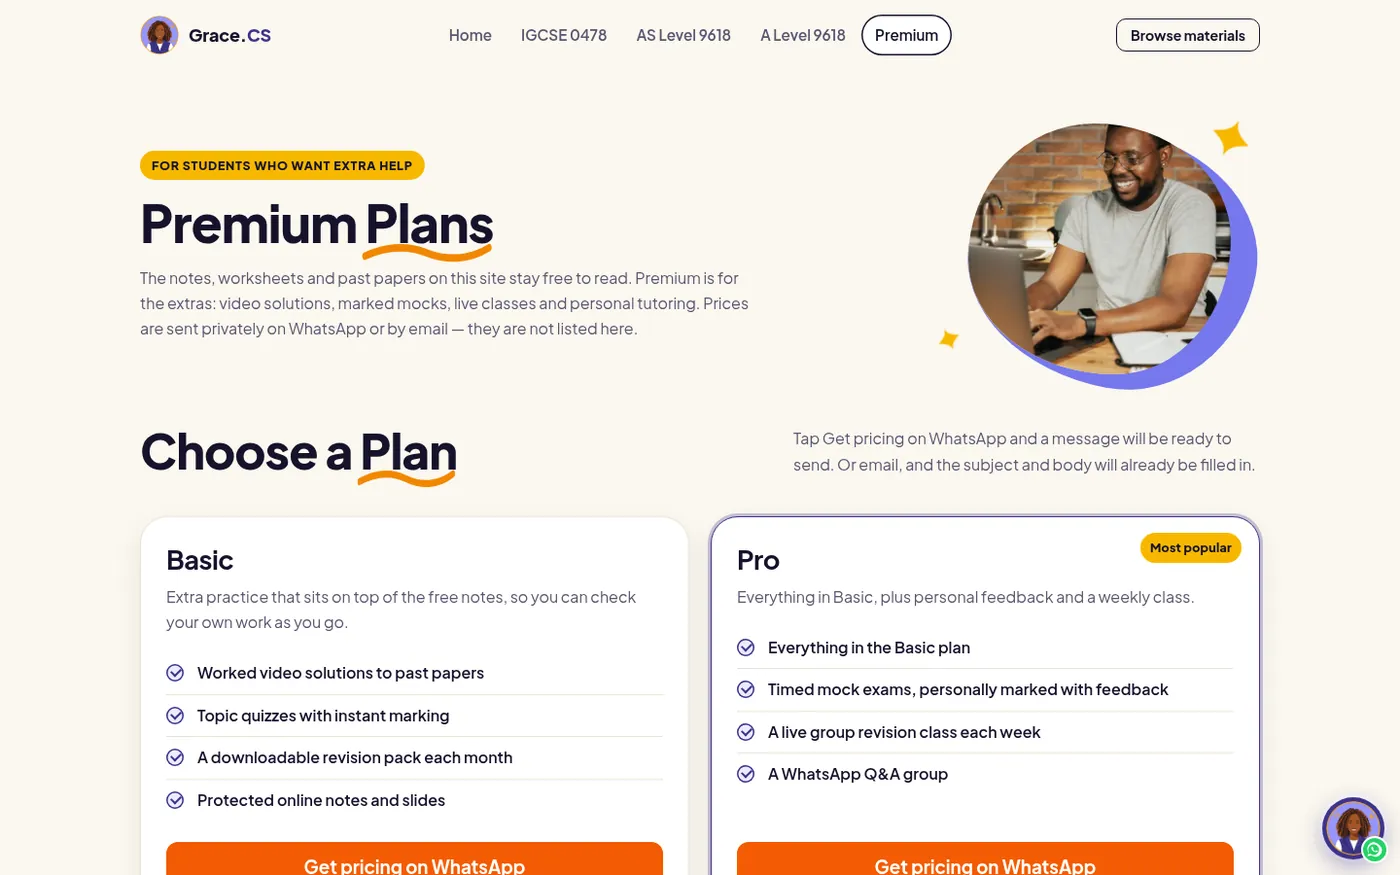 Grace.CS
Home
IGCSE 0478
AS Level 9618
A Level 9618
Premium
Browse materials
FOR STUDENTS WHO WANT EXTRA HELP
Premium Plans
The notes, worksheets and past papers on this site stay free to read. Premium is for
the extras: video solutions, marked mocks, live classes and personal tutoring. Prices
are sent privately on WhatsApp or by email — they are not listed here.
Choose a Plan
Tap Get pricing on WhatsApp and a message will be ready to
send. Or email, and the subject and body will already be filled in.
Basic
Extra practice that sits on top of the free notes, so you can check
your own work as you go.
Worked video solutions to past papers
Topic quizzes with instant marking
A downloadable revision pack each month
Protected online notes and slides
Get pricing on WhatsApp
Most popular
Pro
Everything in Basic, plus personal feedback and a weekly class.
Everything in the Basic plan
Timed mock exams, personally marked with feedback
A live group revision class each week
A WhatsApp Q&A group
Get pricing on WhatsApp